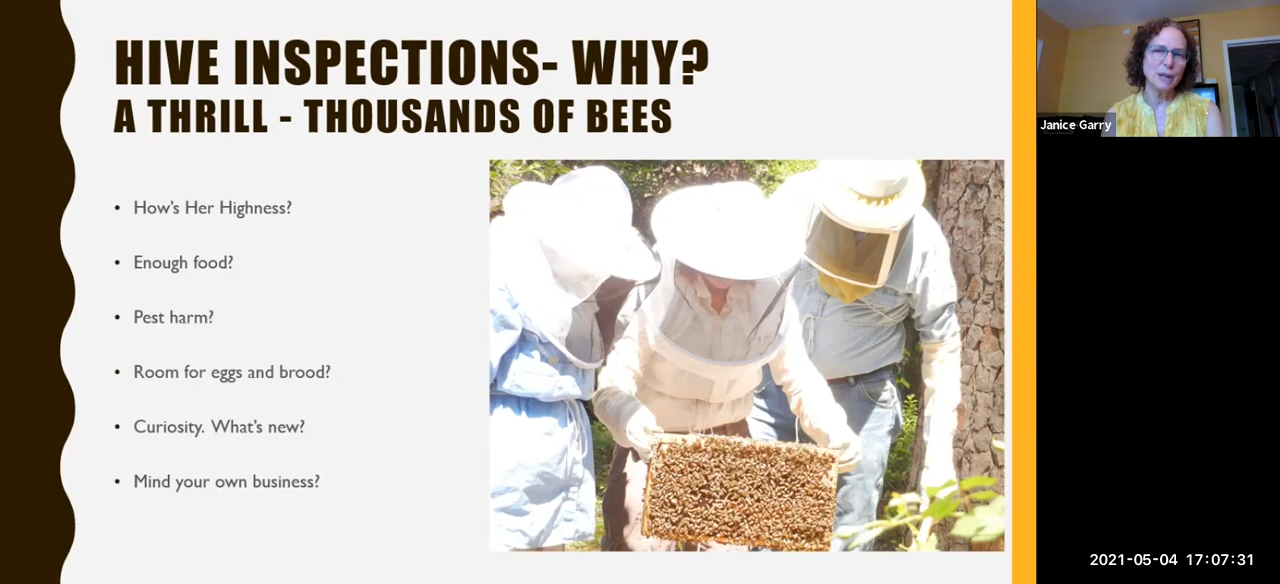 HIVE INSPECTIONS- WHY?
A THRILL - THOUSANDS OF BEES
• How's Her Highness?
• Enough food?
• Pest harm?
• Room for eggs and brood?
• Curiosity. What's new?
• Mind your own business?
Janice Garry
2021-05-04 17:07:31